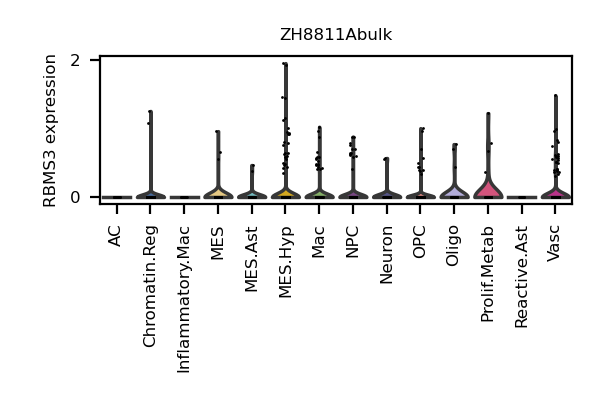 ZH8811Abulk
RBMS3 expression
2
0
AC
Chromatin.Reg
Inflammatory.Mac
MES
MES.Ast
MES.Hyp
Mac
NPC
Neuron
OPC
Oligo
Prolif.Metab
Reactive.Ast
Vasc